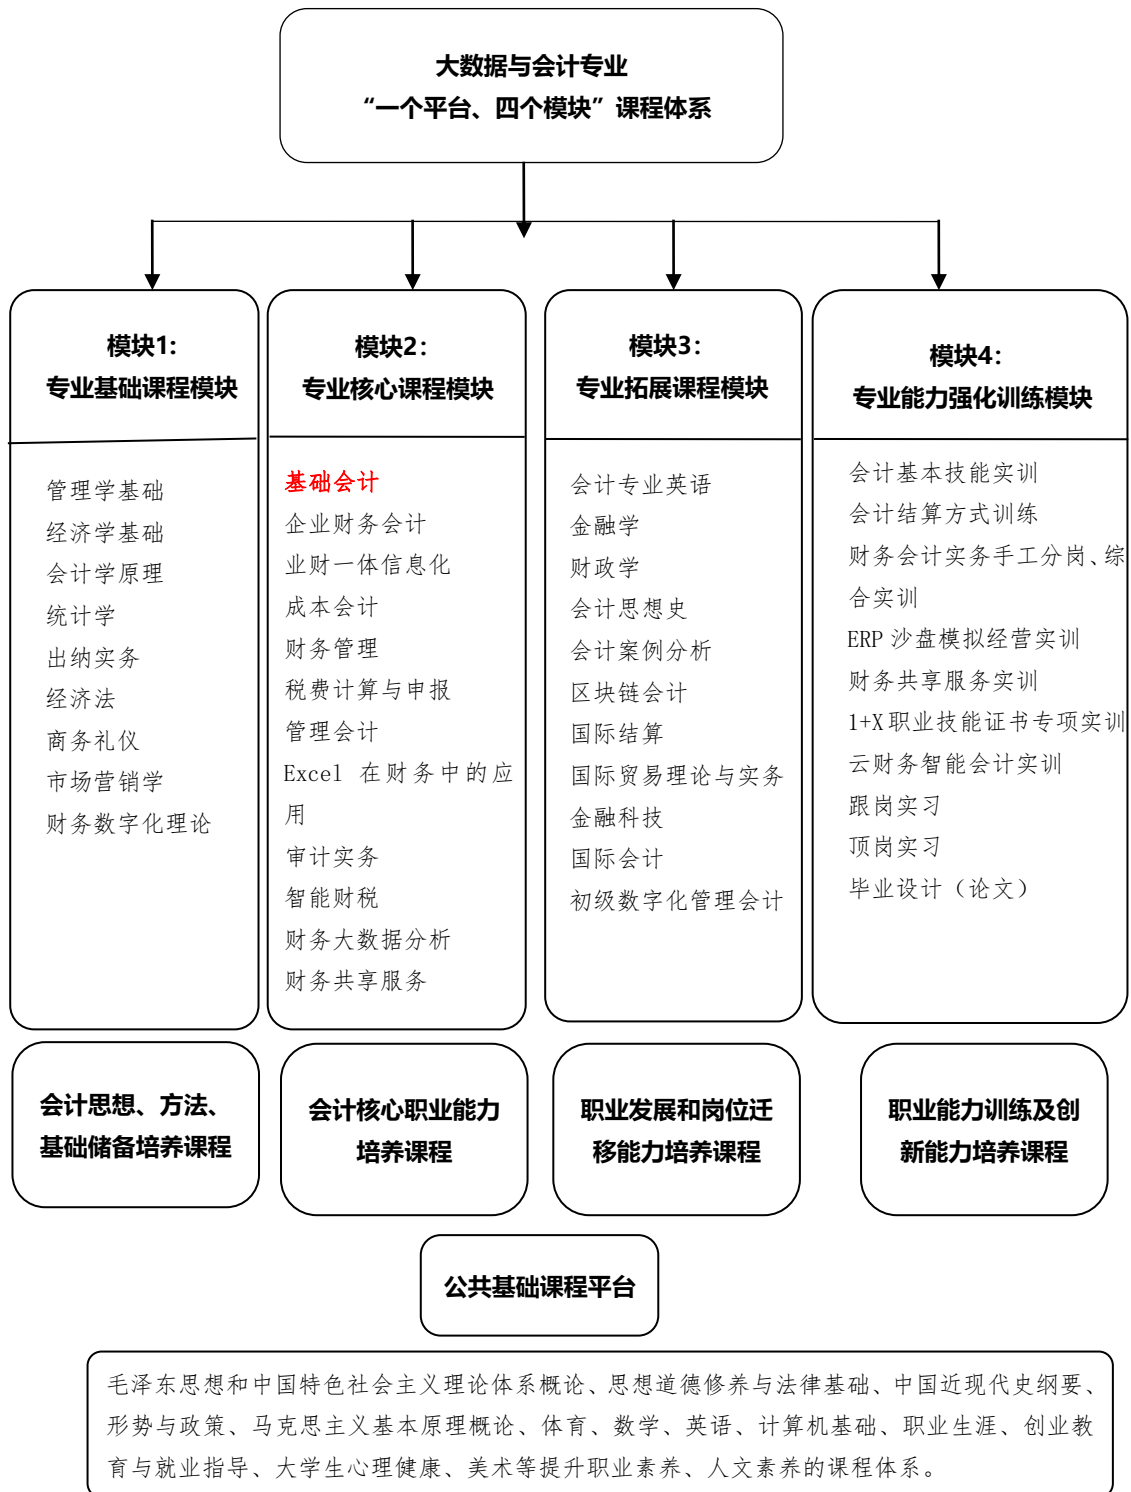 大数据与会计专业
“一个平台、四个模块”课程体系
模块1：
专业基础课程模块
管理学基础
经济学基础
会计学原理
统计学
出纳实务
经济法
商务礼仪
市场营销学
财务数字化理论
模块2：
专业核心课程模块
基础会计
企业财务会计
业财一体信息化
成本会计
财务管理
税费计算与申报
管理会计
Excel 在财务中的应
用
审计实务
智能财税
财务大数据分析
财务共享服务
模块3：
专业拓展课程模块
会计专业英语
金融学
财政学
会计思想史
会计案例分析
区块链会计
国际结算
国际贸易理论与实务
金融科技
国际会计
初级数字化管理会计
模块4：
专业能力强化训练模块
会计基本技能实训
会计结算方式训练
财务会计实务手工分岗、综
合实训
ERP 沙盘模拟经营实训
财务共享服务实训
1+X 职业技能证书专项实训
云财务智能会计实训
跟岗实习
顶岗实习
毕业设计（论文）
会计思想、方法、
基础储备培养课程
会计核心职业能力
培养课程
职业发展和岗位迁
移能力培养课程
职业能力训练及创
新能力培养课程
公共基础课程平台
毛泽东思想和中国特色社会主义理论体系概论、思想道德修养与法律基础、中国近现代史纲要、
形势与政策、马克思主义基本原理概论、体育、数学、英语、计算机基础、职业生涯、创业教
育与就业指导、大学生心理健康、美术等提升职业素养、人文素养的课程体系。